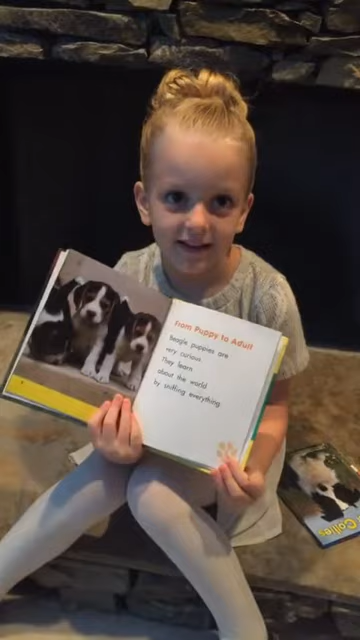 From Puppy to Adult
Beagle puppies are
very curious.
They learn
about the world
by sniffing everything
Collies